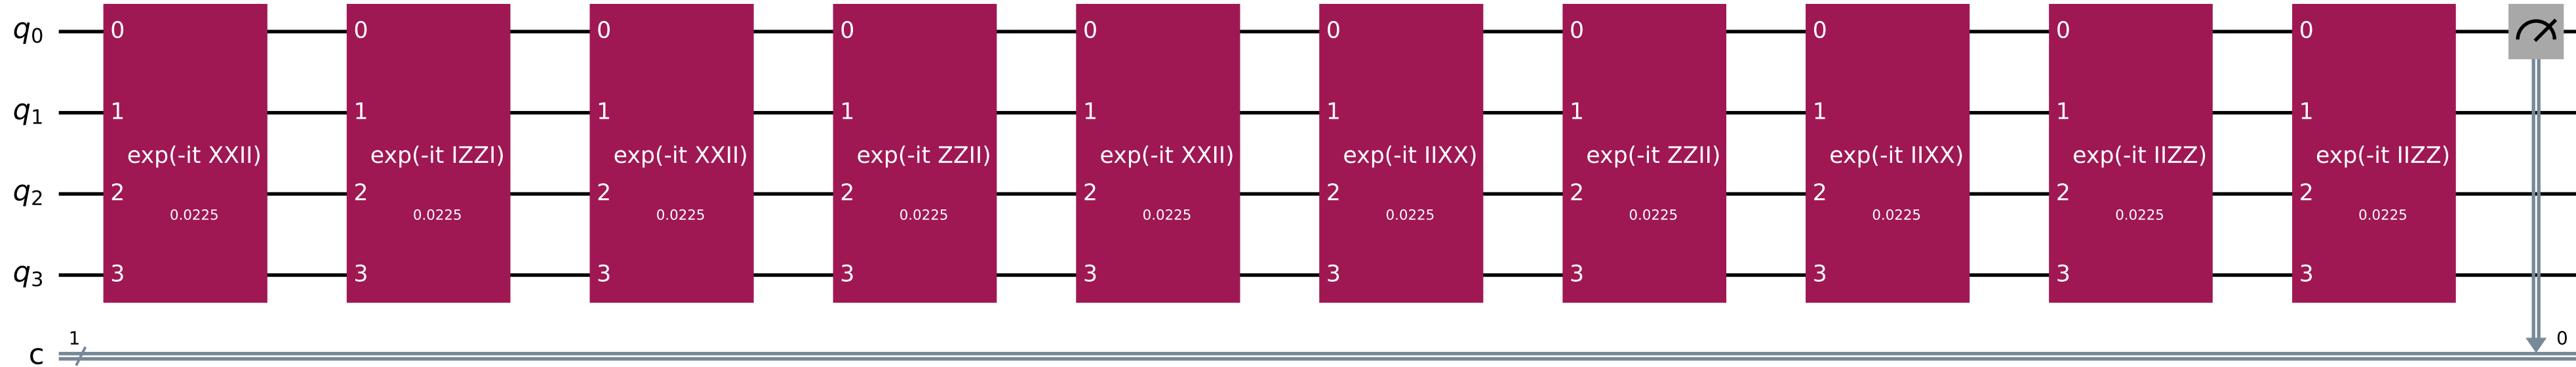 q0 0 0 0 0 0 0 0 0 0 0
q1 1 1 1 1 1 1 1 1 1 1
exp(-it XXII) exp(-it IZZI) exp(-it XXII) exp(-it ZZII) exp(-it XXII) exp(-it IIXX) exp(-it ZZII) exp(-it IIXX) exp(-it IIZZ) exp(-it IIZZ)
q2 2 2 2 2 2 2 2 2 2 2
0.0225 0.0225 0.0225 0.0225 0.0225 0.0225 0.0225 0.0225 0.0225 0.0225
q3 3 3 3 3 3 3 3 3 3 3
1 0
c